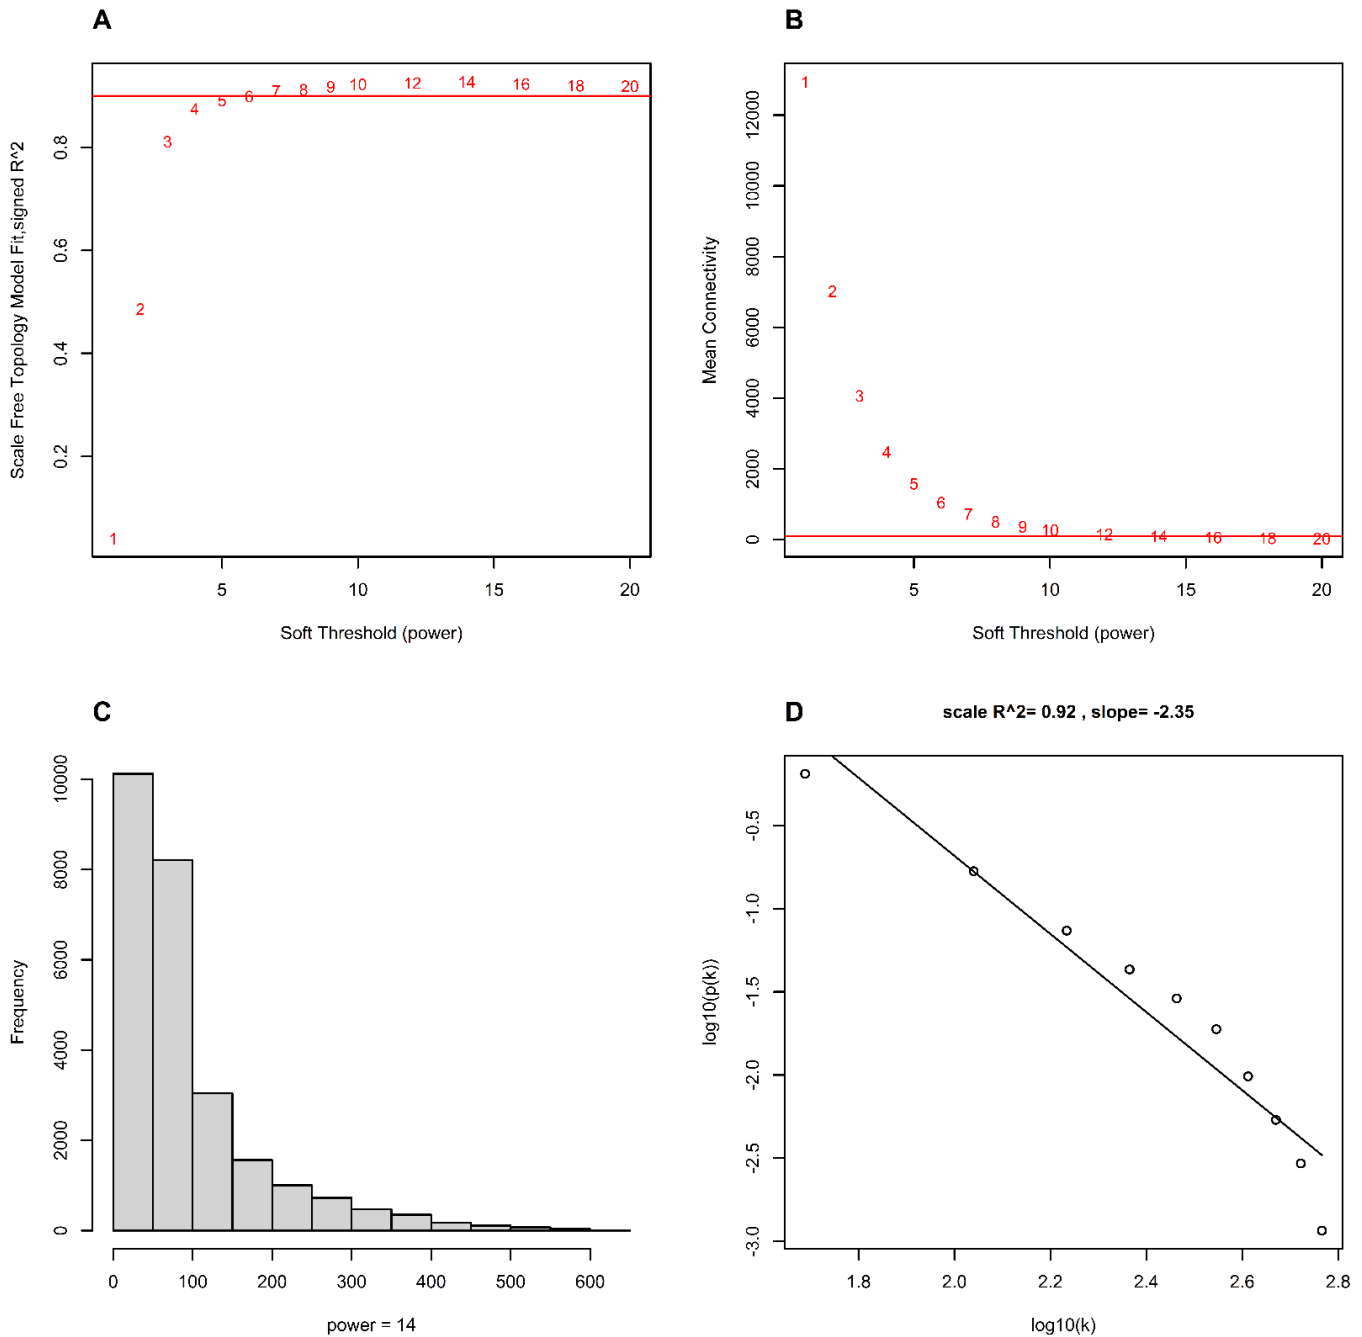 A
Scale Free Topology Model Fit,signed R^2
0.2 0.4 0.6 0.8
1 2 3 4 5 6 7 8 9 10 12 14 16 18 20
5 10 15 20
Soft Threshold (power)
B
Mean Connectivity
0 2000 4000 6000 8000 10000 12000
1 2 3 4 5 6 7 8 9 10 12 14 16 18 20
5 10 15 20
Soft Threshold (power)
C
Frequency
0 2000 4000 6000 8000 10000
0 100 200 300 400 500 600
power = 14
D
scale R^2= 0.92 , slope= -2.35
log10(p(k))
-3.0 -2.5 -2.0 -1.5 -1.0 -0.5
1.8 2.0 2.2 2.4 2.6 2.8
log10(k)